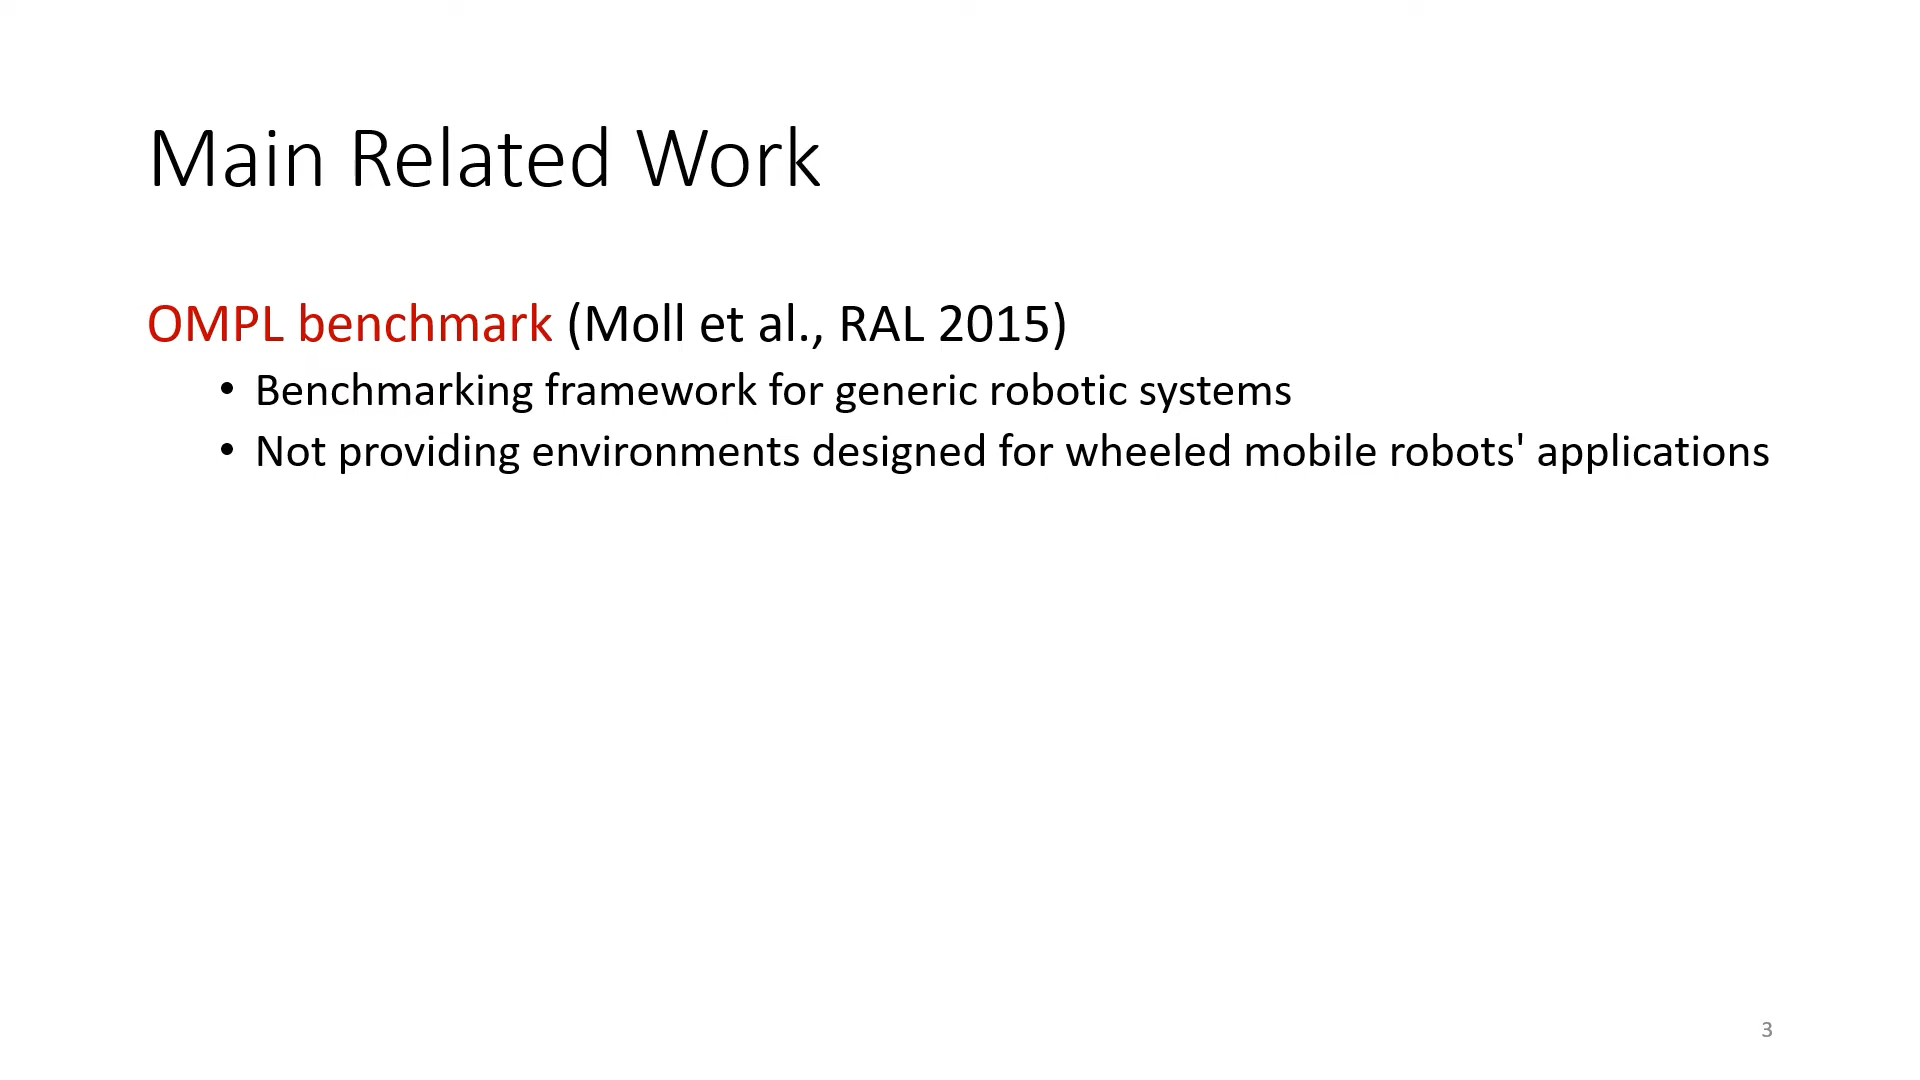 Main Related Work
OMPL benchmark (Moll et al., RAL 2015)
• Benchmarking framework for generic robotic systems
• Not providing environments designed for wheeled mobile robots' applications
3